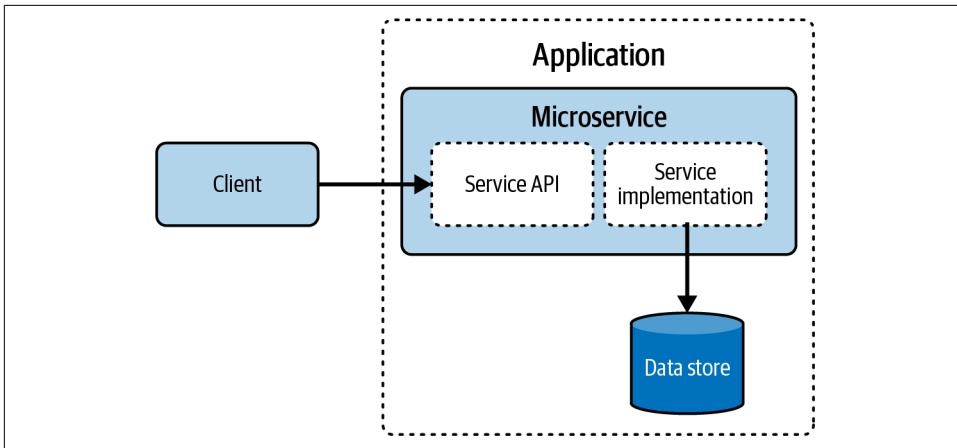 Application
Microservice
Client
Service API
Service
implementation
Data store